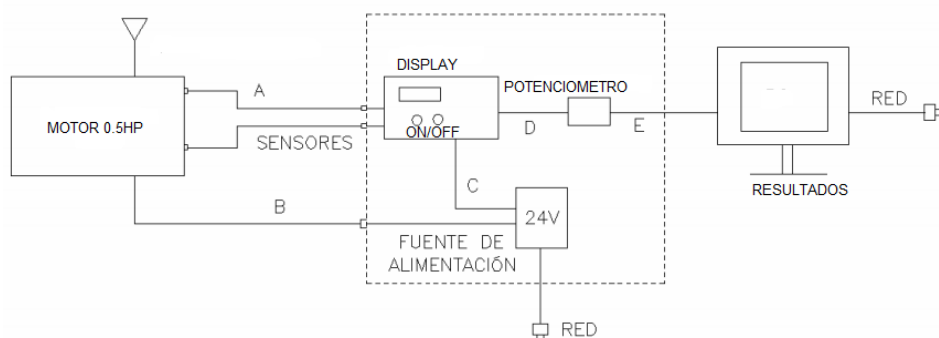 DISPLAY
POTENCIOMETRO
A
MOTOR 0.5HP
SENSORES
ON/OFF
D
E
RED
RESULTADOS
C
B
24V
FUENTE DE
ALIMENTACIÓN
RED